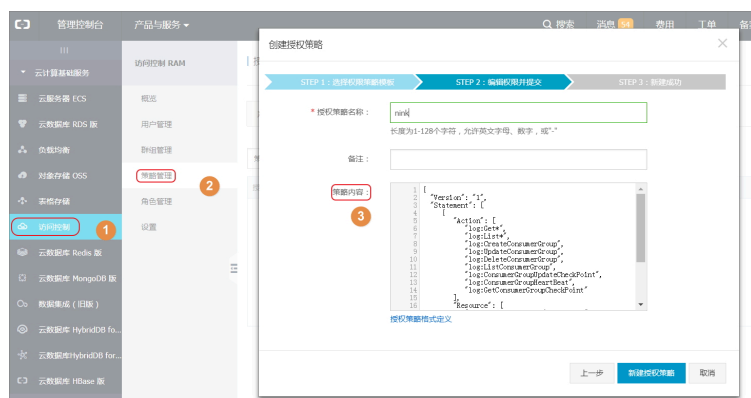 管理控制台
产品与服务
搜索
消息 54
费用
工单
云计算基础服务
云服务器 ECS
云数据库 RDS 版
负载均衡
对象存储 OSS
表格存储
访问控制
1
云数据库 Redis 版
云数据库 MongoDB 版
数据集成（旧版）
云数据库 HybridDB fo...
云数据库HybridDB for...
云数据库 HBase 版
访问控制 RAM
概览
用户管理
群组管理
策略管理
2
角色管理
设置
创建授权策略
STEP 1：选择权限策略模板
STEP 2：编辑权限并提交
STEP 3：新建成功
* 授权策略名称：
nink
长度为1-128个字符，允许英文字母、数字，或"-"
备注：
策略内容：
3
1 {
2 "Version": "1",
3 "Statement": [
4 {
5 "Action": [
6 "log:Get*",
7 "log:List*",
8 "log:CreateConsumerGroup",
9 "log:UpdateConsumerGroup",
10 "log:DeleteConsumerGroup",
11 "log:ListConsumerGroup",
12 "log:ConsumerGroupUpdateCheckPoint",
13 "log:ConsumerGroupHeartBeat",
14 "log:GetConsumerGroupCheckPoint"
15 ],
16 "Resource": [
授权策略格式定义
上一步
新建授权策略
取消